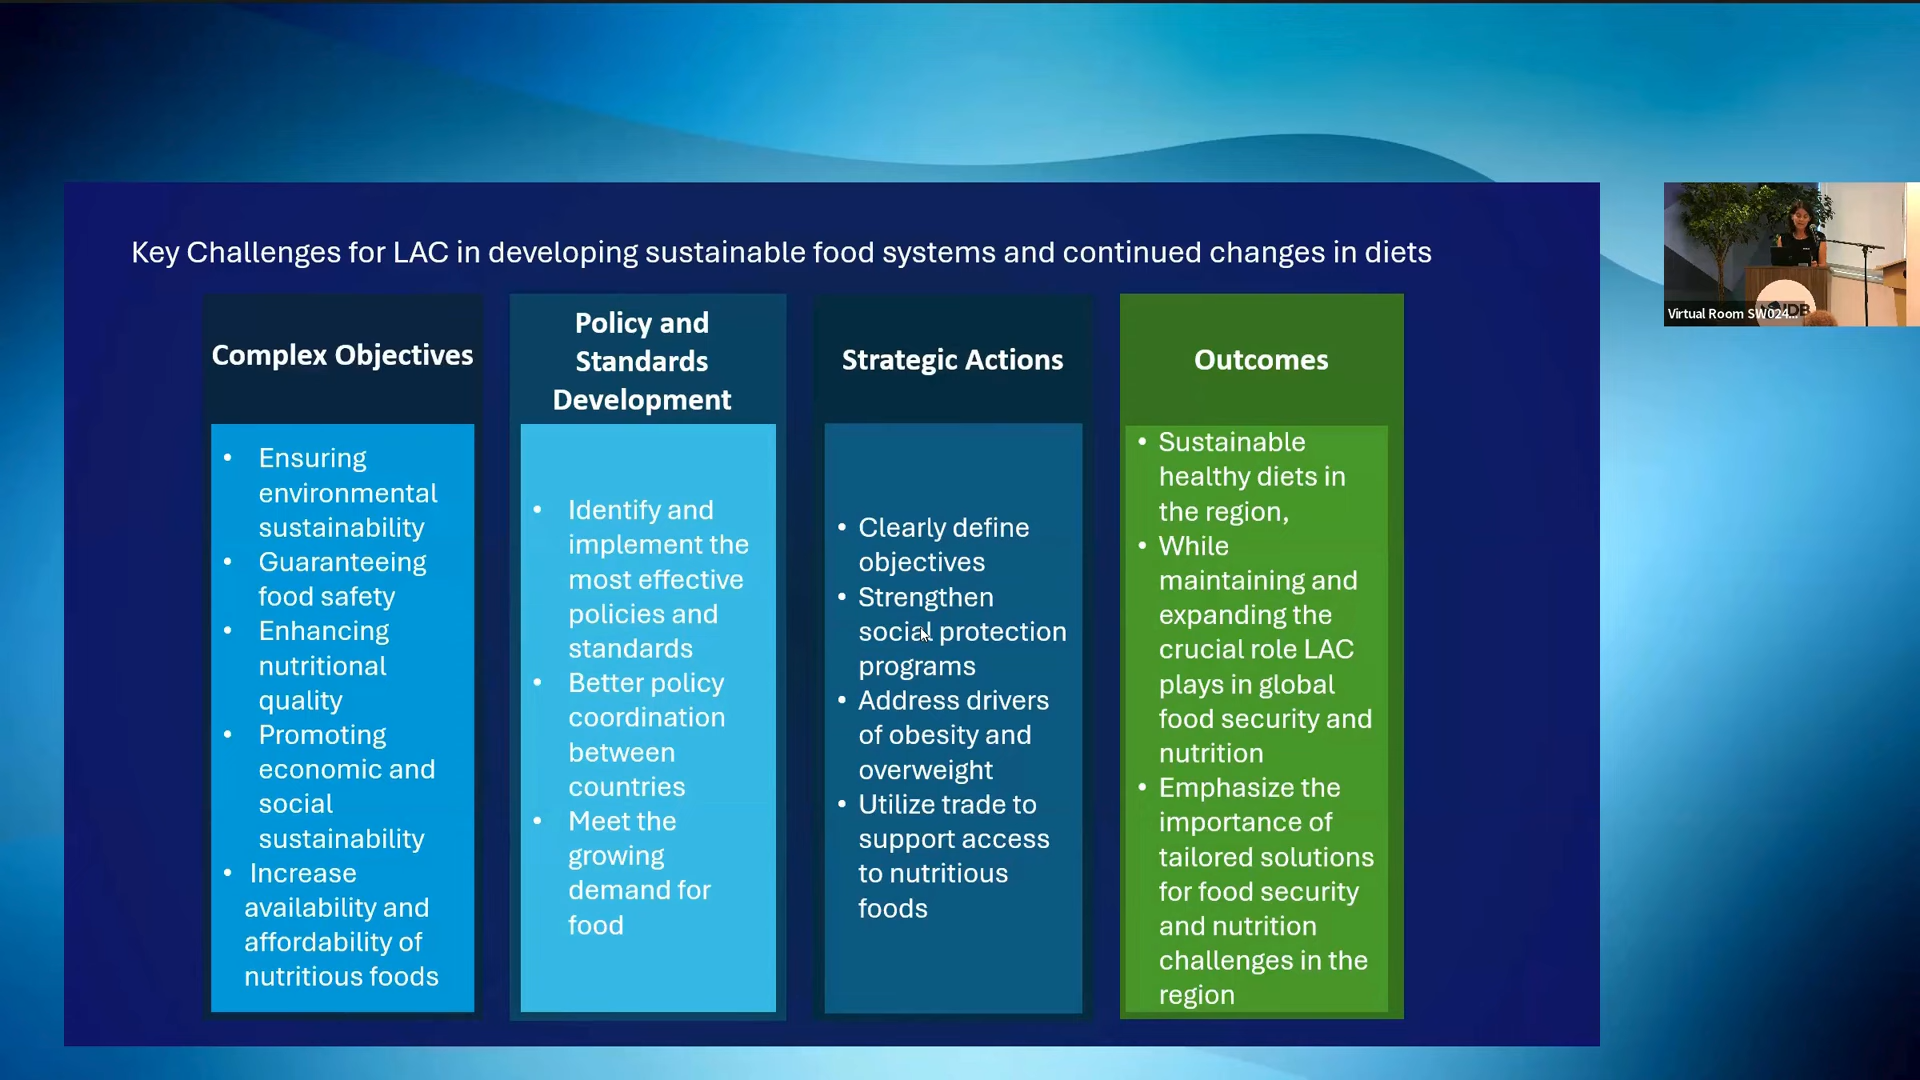 Key Challenges for LAC in developing sustainable food systems and continued changes in diets
Complex Objectives
• Ensuring
environmental
sustainability
• Guaranteeing
food safety
• Enhancing
nutritional
quality
• Promoting
economic and
social
sustainability
• Increase
availability and
affordability of
nutritious foods
Policy and
Standards
Development
• Identify and
implement the
most effective
policies and
standards
• Better policy
coordination
between
countries
• Meet the
growing
demand for
food
Strategic Actions
• Clearly define
objectives
• Strengthen
social protection
programs
• Address drivers
of obesity and
overweight
• Utilize trade to
support access
to nutritious
foods
Outcomes
• Sustainable
healthy diets in
the region,
• While
maintaining and
expanding the
crucial role LAC
plays in global
food security and
nutrition
• Emphasize the
importance of
tailored solutions
for food security
and nutrition
challenges in the
region
Virtual Room SW024...